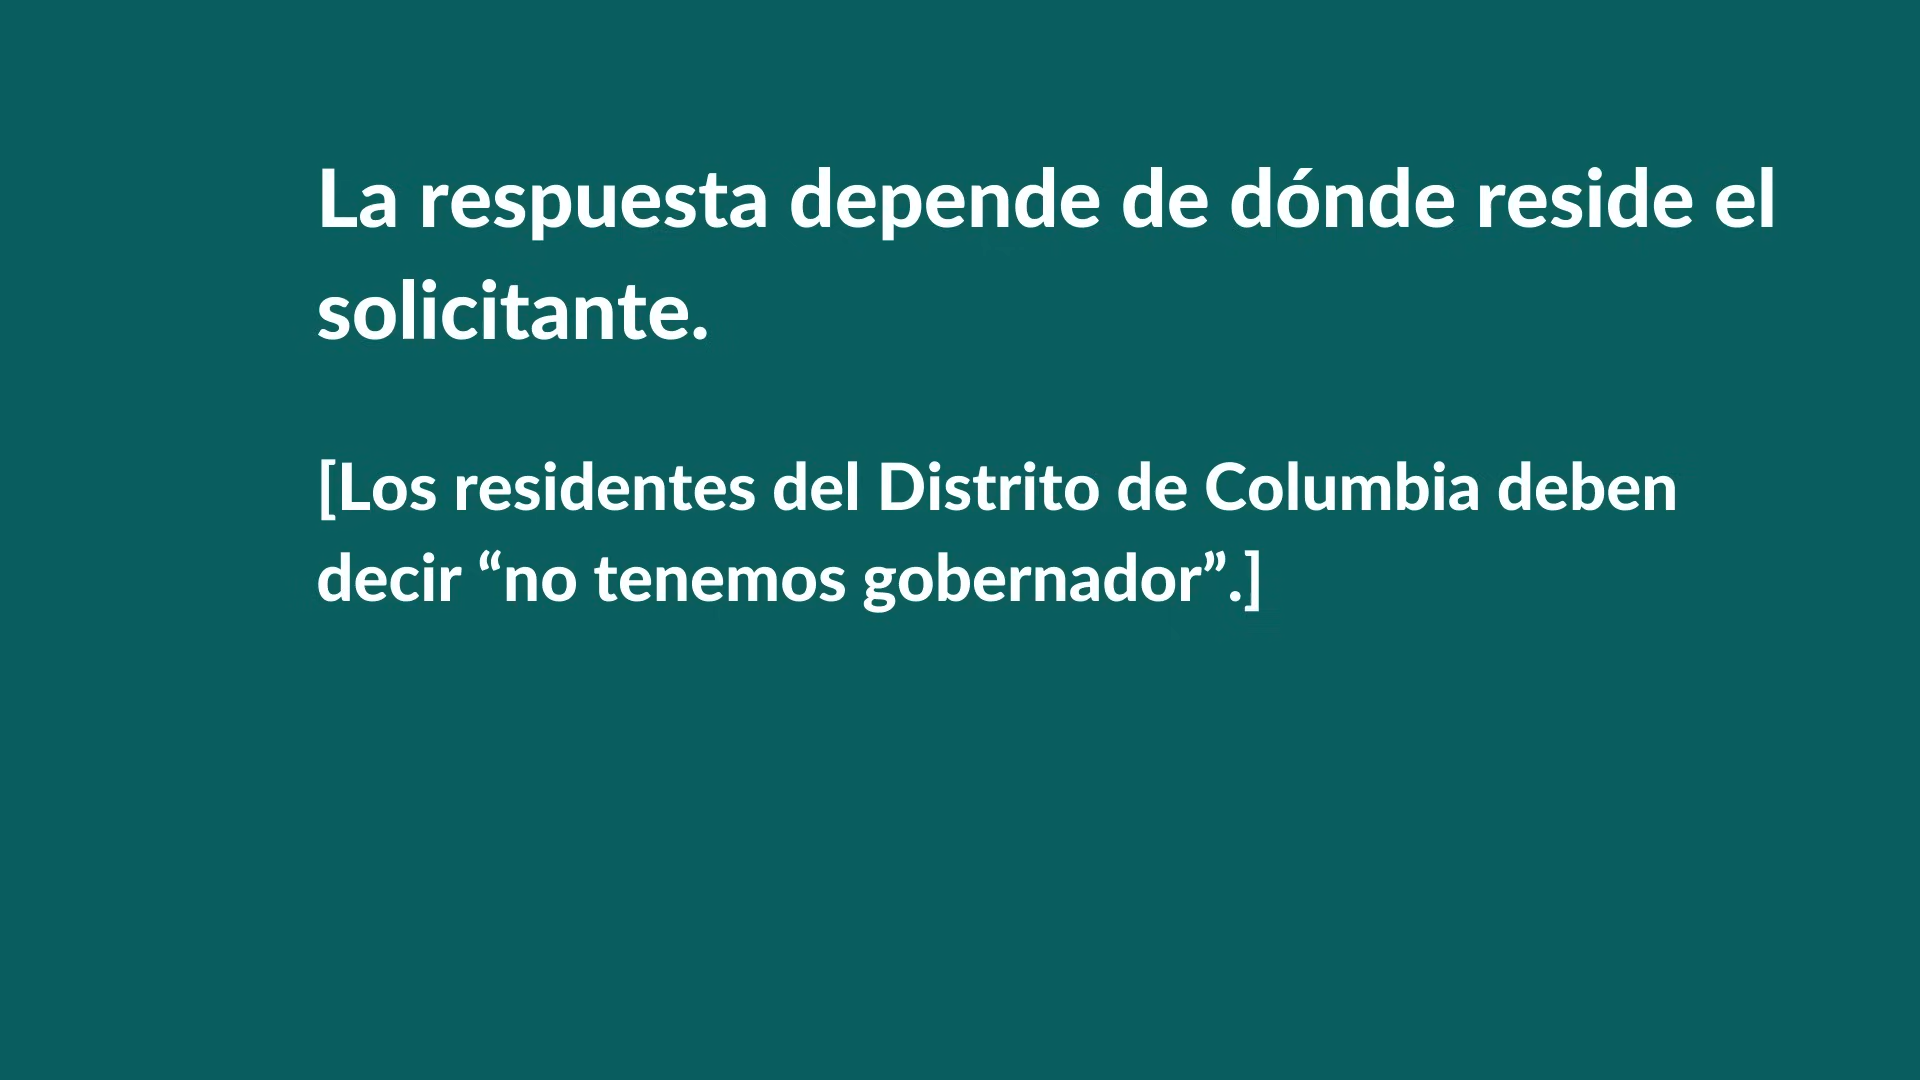 La respuesta depende de dónde reside el
solicitante.
[Los residentes del Distrito de Columbia deben
decir “no tenemos gobernador”.]